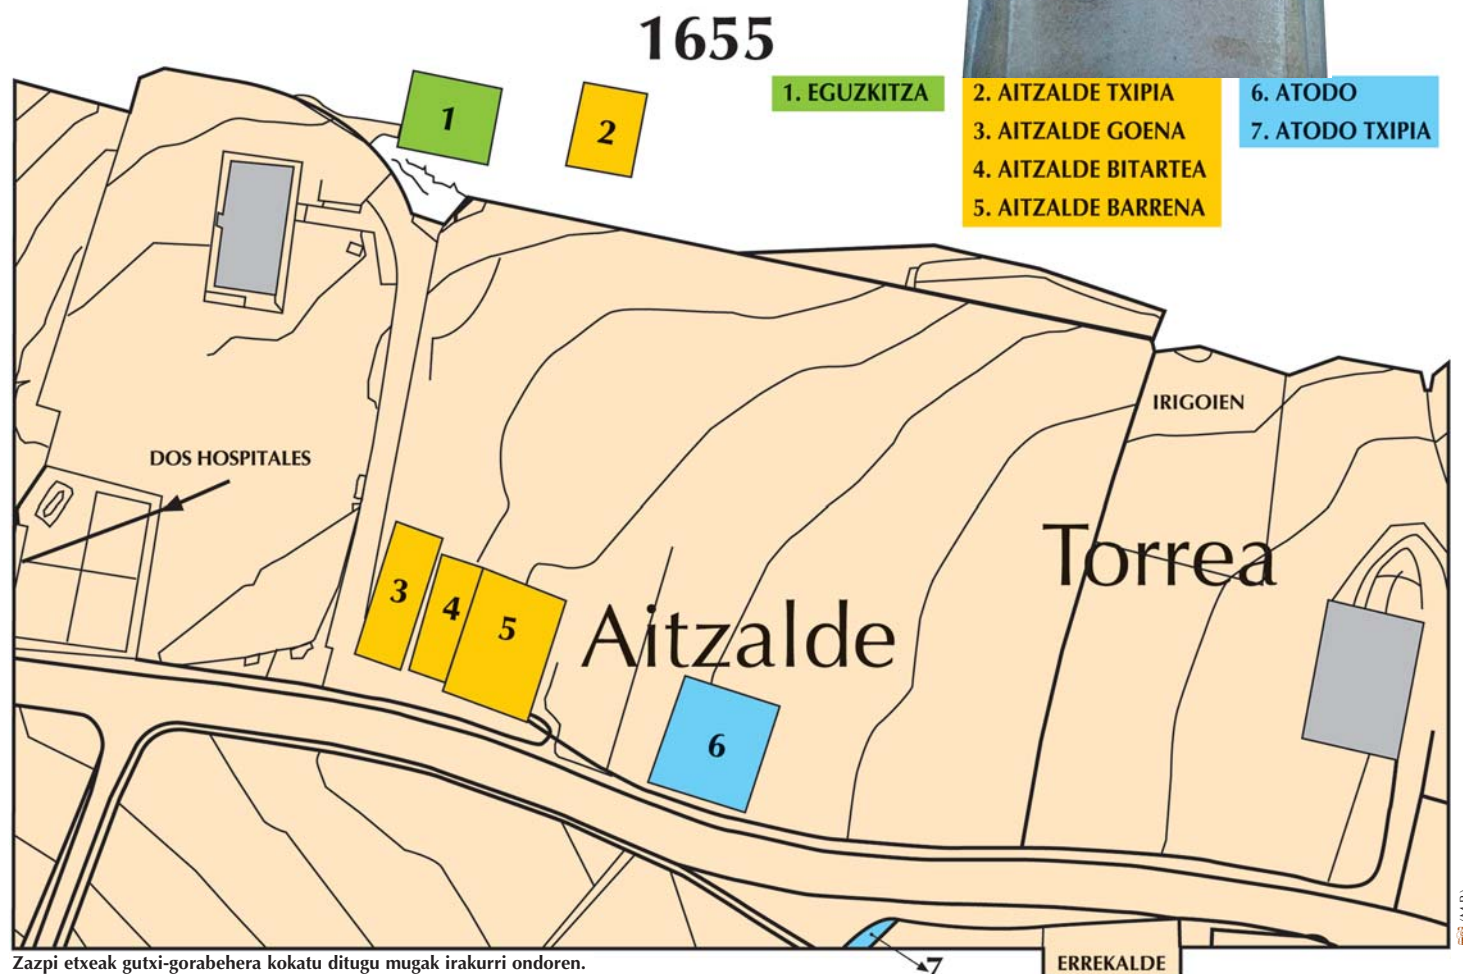 1655
1. EGUZKITZA
2. AITZALDE TXIPIA
3. AITZALDE GOENA
4. AITZALDE BITARTEA
5. AITZALDE BARRENA
6. ATODO
7. ATODO TXIPIA
1
2
IRIGOIEN
DOS HOSPITALES
Torrea
3
4
5
Aitzalde
6
7
ERREKALDE
Zazpi etxeak gutxi-gorabehera kokatu ditugu mugak irakurri ondoren.